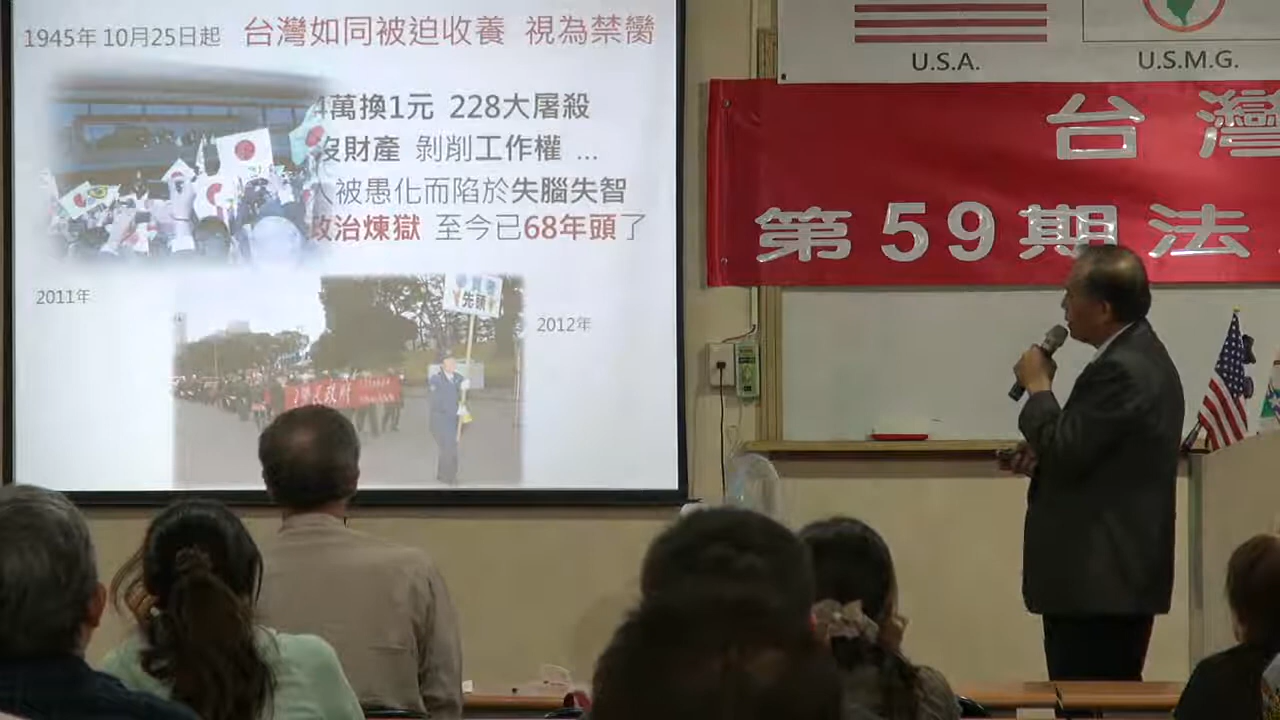 1945年 10月25日起 台灣如同被迫收養 視為禁臠
4萬換1元 228大屠殺
沒財產 剝削工作權 ...
人被愚化而陷於失腦失智
政治煉獄 至今已68年頭了
2011年
2012年
先頭
U.S.A.
U.S.M.G.
台灣
第59期法